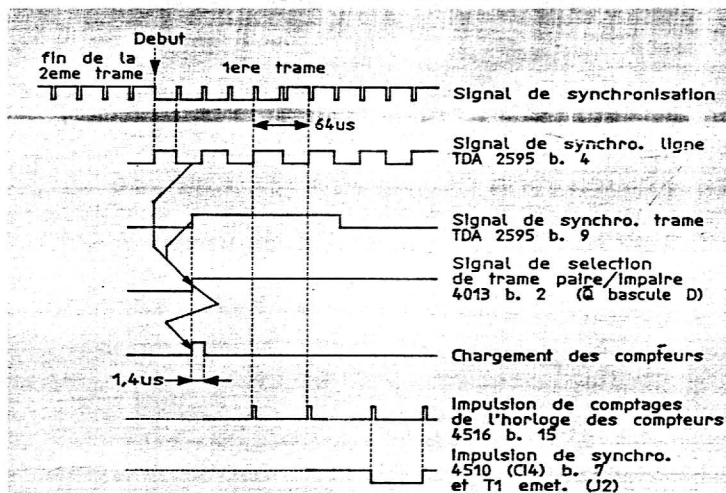 Debut
fin de la
2eme trame
1ere trame
Signal de synchronisation
64us
Signal de synchro. ligne
TDA 2595 b. 4
Signal de synchro. trame
TDA 2595 b. 9
Signal de selection
de trame paire/impaire
4013 b. 2 (Q̅ bascule D)
Chargement des compteurs
1,4us
Impulsion de comptages
de l'horloge des compteurs
4516 b. 15
Impulsion de synchro.
4510 (CI4) b. 7
et T1 emet. (J2)